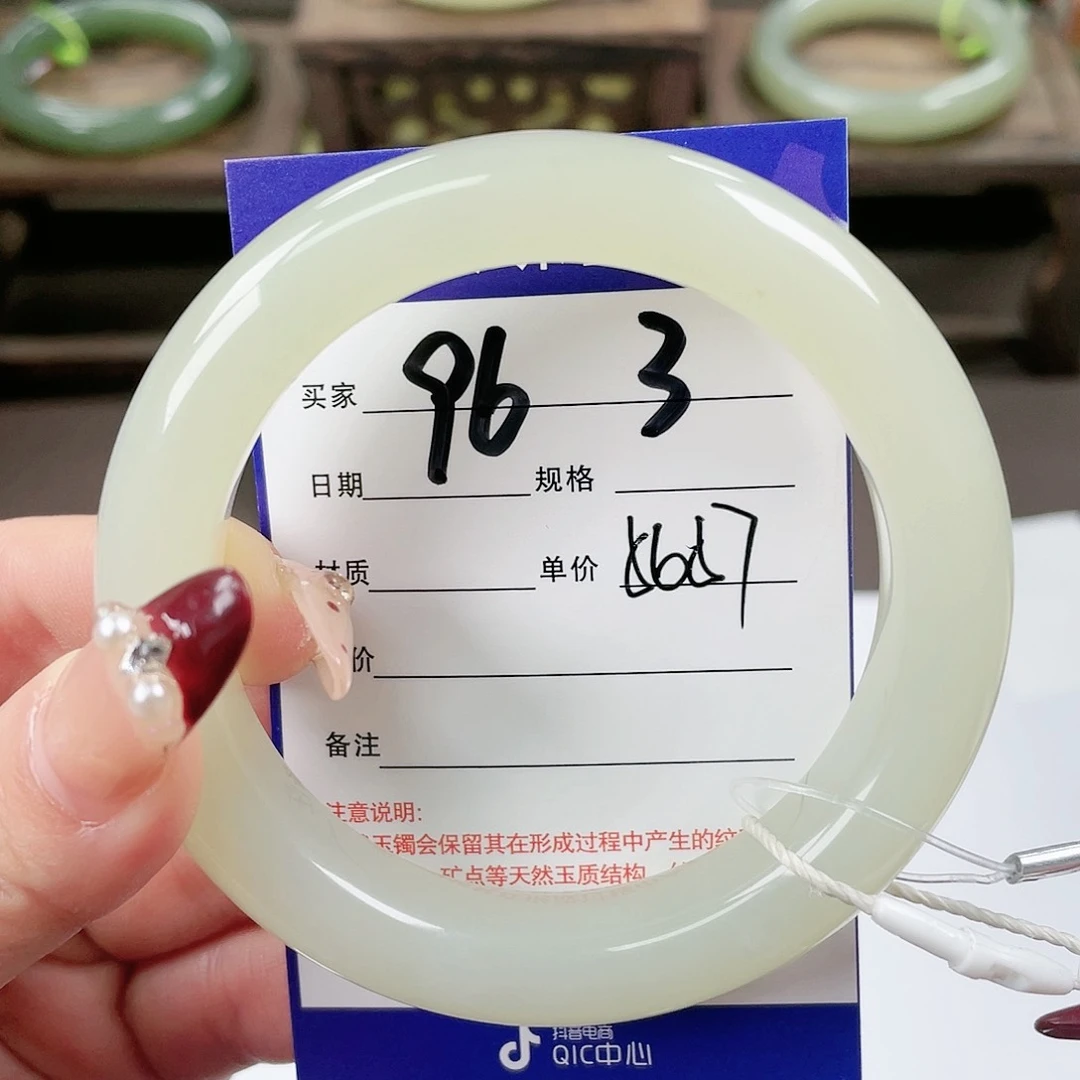 买家 96 3
日期 规格
材质 单价
价
备注
注意说明:
玉镯会保留其在形成过程中产生的纹
矿点等天然玉质结构
抖音电商
QIC中心